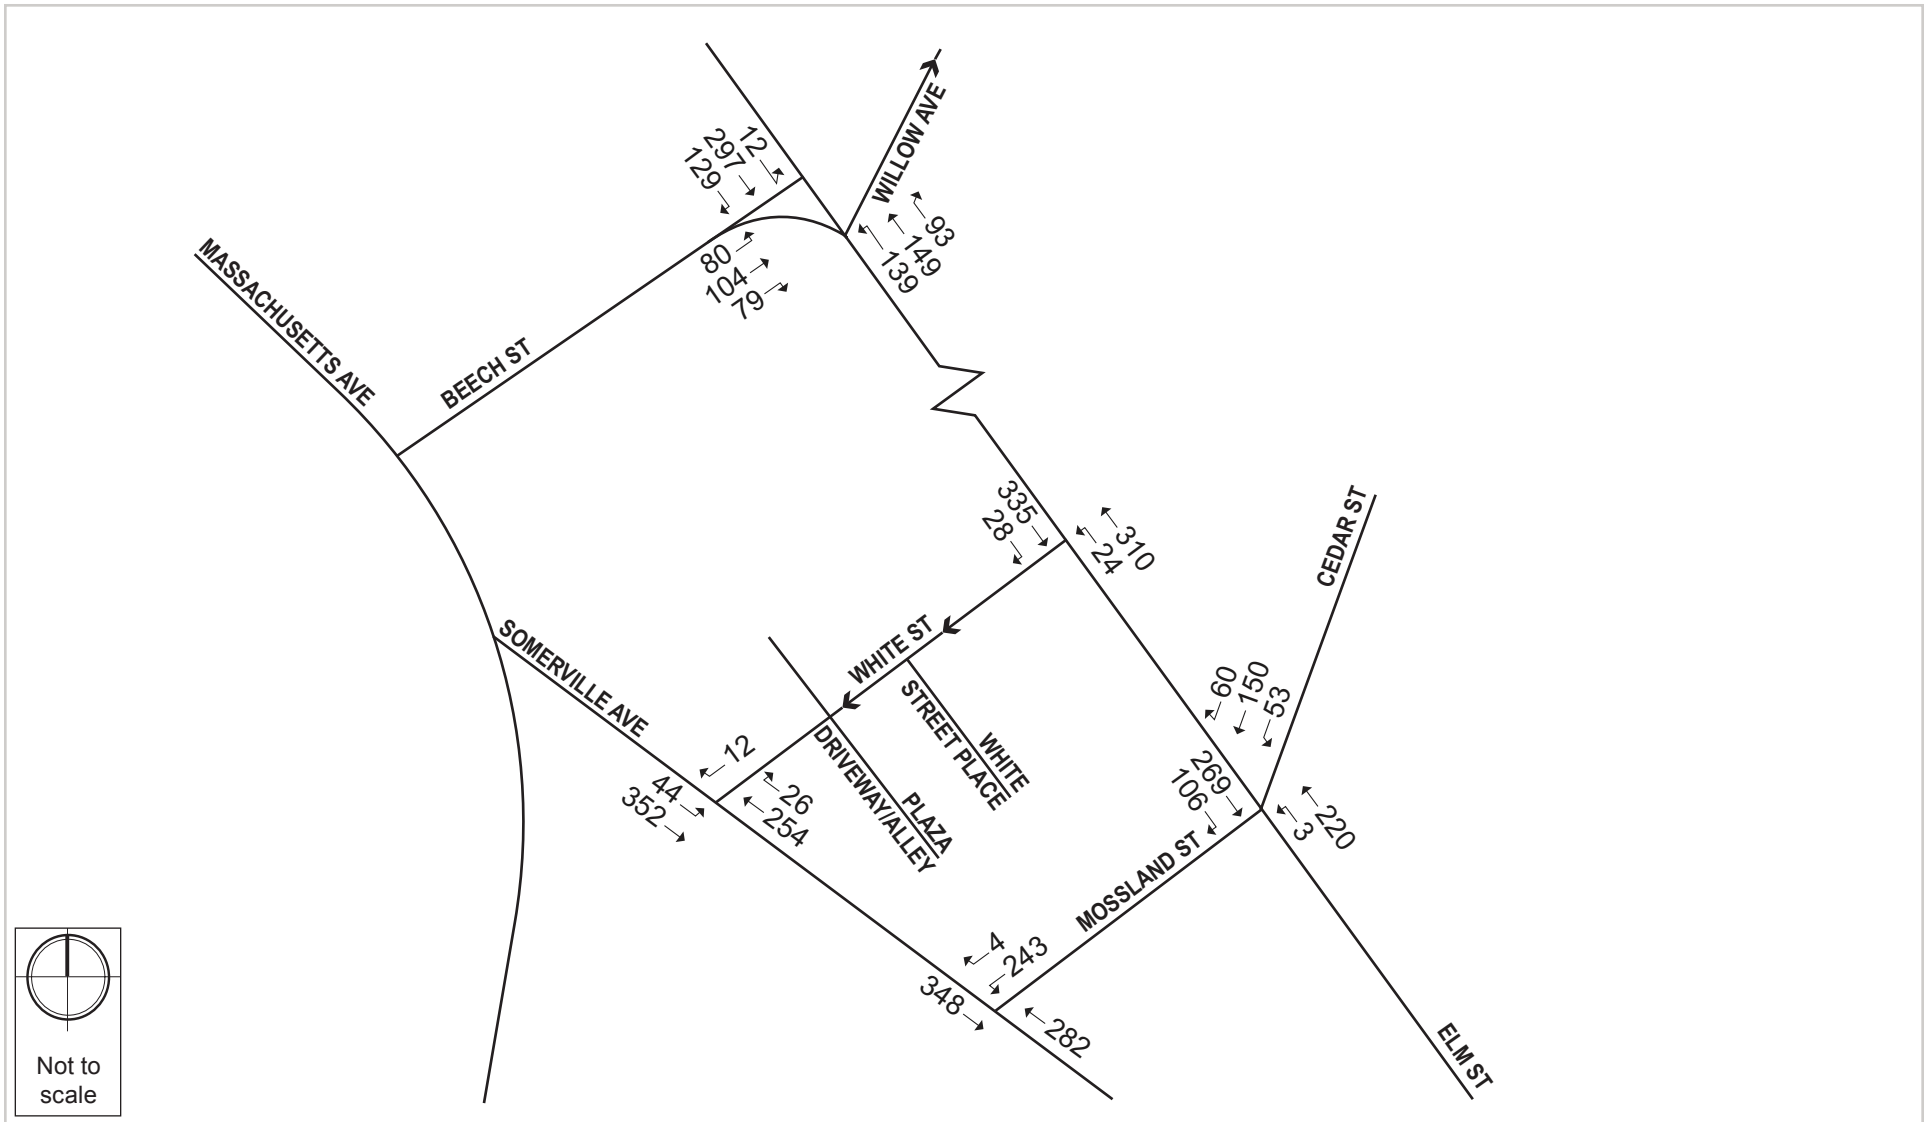 12
297
129
WILLOW AVE
93
149
139
80
104
79
MASSACHUSETTS AVE
BEECH ST
335
28
310
24
CEDAR ST
SOMERVILLE AVE
WHITE ST
WHITE
STREET PLACE
PLAZA
DRIVEWAY/ALLEY
60
150
53
12
44
352
26
254
269
106
220
3
MOSSLAND ST
4
243
348
282
ELM ST
Not to
scale